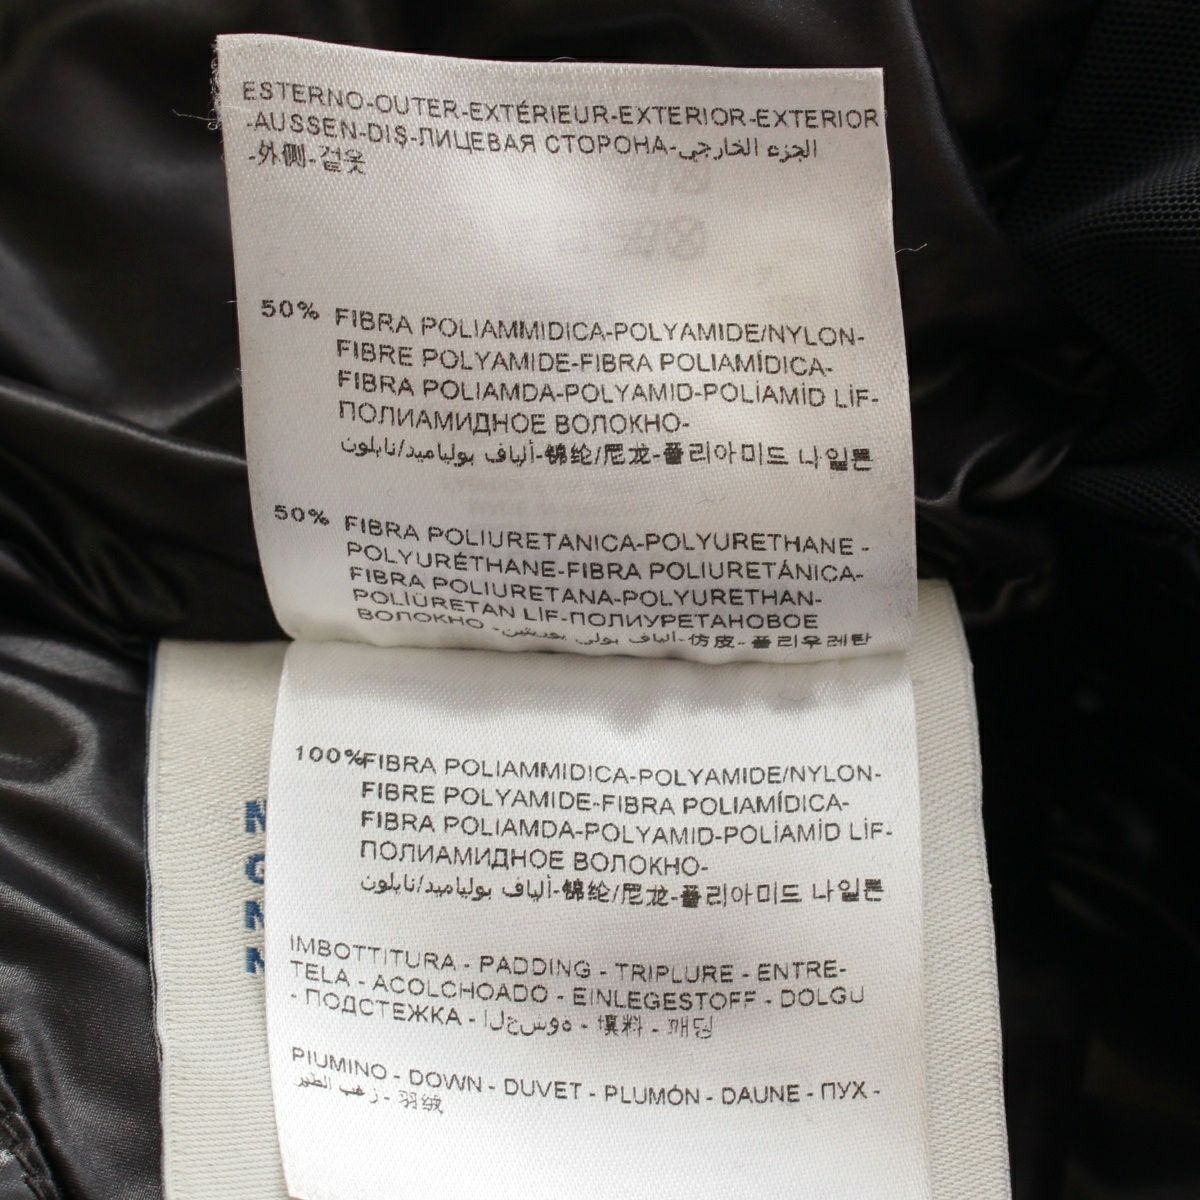 ESTERNO-OUTER-EXTÉRIEUR-EXTERIOR-EXTERIOR
-AUSSEN-DIŞ-ЛИЦЕВАЯ СТОРОНА-الجزء الخارجي
-外侧-겉옷
50% FIBRA POLIAMMIDICA-POLYAMIDE/NYLON-
FIBRE POLYAMIDE-FIBRA POLIAMÍDICA-
FIBRA POLIAMDA-POLYAMID-POLİAMİD LİF-
ПОЛИАМИДНОЕ ВОЛОКНО-
ألياف بولياميد/نايلون-锦纶/尼龙-폴리아미드 나일론
50% FIBRA POLIURETANICA-POLYURETHANE -
POLYURÉTHANE-FIBRA POLIURETÁNICA-
FIBRA POLIURETANA-POLYURETHAN-
POLİÜRETAN LİF-ПОЛИУРЕТАНОВОЕ
ВОЛОКНО -ألياف بولي يوريثين-仿皮-폴리우레탄
100%FIBRA POLIAMMIDICA-POLYAMIDE/NYLON-
FIBRE POLYAMIDE-FIBRA POLIAMÍDICA-
FIBRA POLIAMDA-POLYAMID-POLİAMİD LİF-
ПОЛИАМИДНОЕ ВОЛОКНО-
ألياف بولياميد/نايلون-锦纶/尼龙-폴리아미드 나일론
IMBOTTITURA - PADDING - TRIPLURE - ENTRE-
TELA - ACOLCHOADO - EINLEGESTOFF - DOLGU
- ПОДСТЕЖКА - الحشوه - 填料 - 패딩
PIUMINO - DOWN - DUVET - PLUMÓN - DAUNE - ПУХ -
زغب الطور - 羽绒